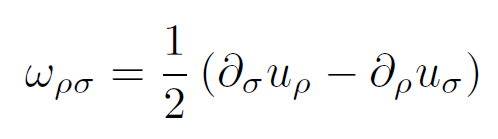 ω_{ρσ} = \frac{1}{2} (∂_σ u_ρ − ∂_ρ u_σ)